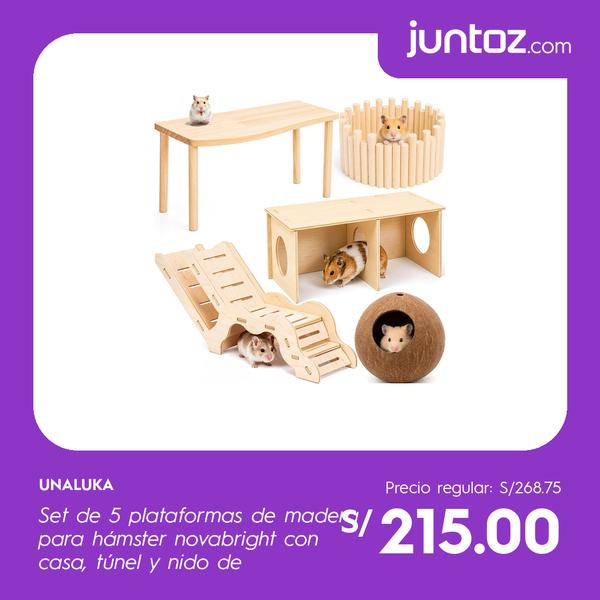 juntoz.com
UNALUKA
Precio regular: S/268.75
Set de 5 plataformas de madera
para hámster novabright con
casa, túnel y nido de
S/ 215.00